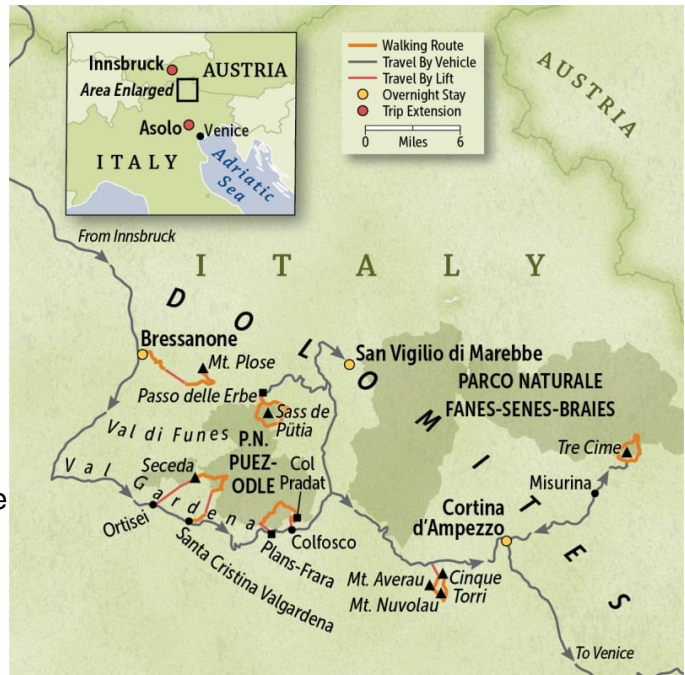 Innsbruck
AUSTRIA
Area Enlarged
Asolo
Venice
ITALY
Adriatic
Sea
Walking Route
Travel By Vehicle
Travel By Lift
Overnight Stay
Trip Extension
0 6
Miles
AUSTRIA
From Innsbruck
ITALY
DOLOMITES
Bressanone
Mt. Plose
San Vigilio di Marebbe
Passo delle Erbe
PARCO NATURALE
FANES-SENES-BRAIES
Sass de
Pütia
Val di Funes
P.N.
PUEZ-
ODLE
Tre Cime
Val Gardena
Seceda
Col
Pradat
Misurina
e
Ortisei
Cortina
d'Ampezzo
Colfosco
Plans-Frara
Santa Cristina Valgardena
Mt. Averau
Cinque
Torri
Mt. Nuvolau
To Venice